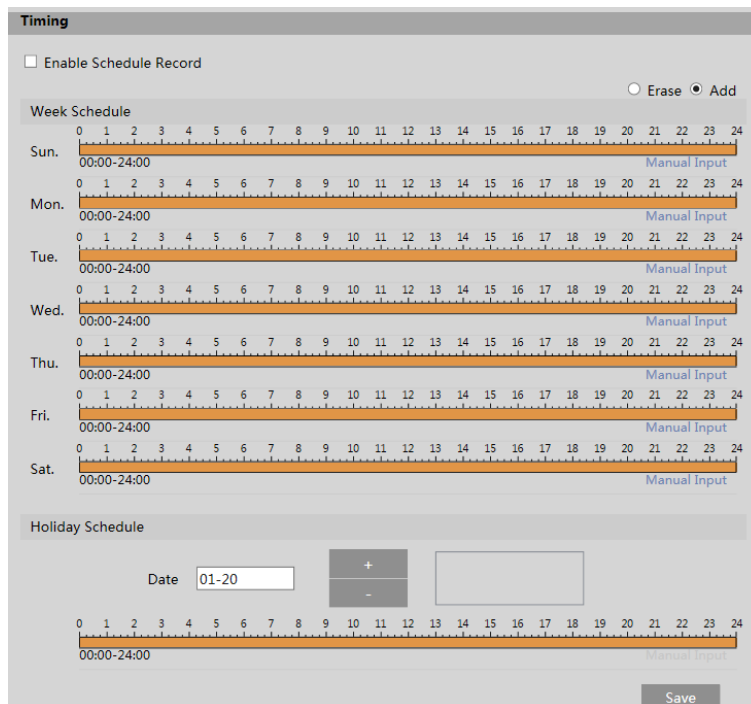 Timing
Enable Schedule Record
Erase Add
Week Schedule
0 1 2 3 4 5 6 7 8 9 10 11 12 13 14 15 16 17 18 19 20 21 22 23 24
Sun.
00:00-24:00 Manual Input
0 1 2 3 4 5 6 7 8 9 10 11 12 13 14 15 16 17 18 19 20 21 22 23 24
Mon.
00:00-24:00 Manual Input
0 1 2 3 4 5 6 7 8 9 10 11 12 13 14 15 16 17 18 19 20 21 22 23 24
Tue.
00:00-24:00 Manual Input
0 1 2 3 4 5 6 7 8 9 10 11 12 13 14 15 16 17 18 19 20 21 22 23 24
Wed.
00:00-24:00 Manual Input
0 1 2 3 4 5 6 7 8 9 10 11 12 13 14 15 16 17 18 19 20 21 22 23 24
Thu.
00:00-24:00 Manual Input
0 1 2 3 4 5 6 7 8 9 10 11 12 13 14 15 16 17 18 19 20 21 22 23 24
Fri.
00:00-24:00 Manual Input
0 1 2 3 4 5 6 7 8 9 10 11 12 13 14 15 16 17 18 19 20 21 22 23 24
Sat.
00:00-24:00 Manual Input
Holiday Schedule
+
Date 01-20
-
0 1 2 3 4 5 6 7 8 9 10 11 12 13 14 15 16 17 18 19 20 21 22 23 24
00:00-24:00 Manual Input
Save